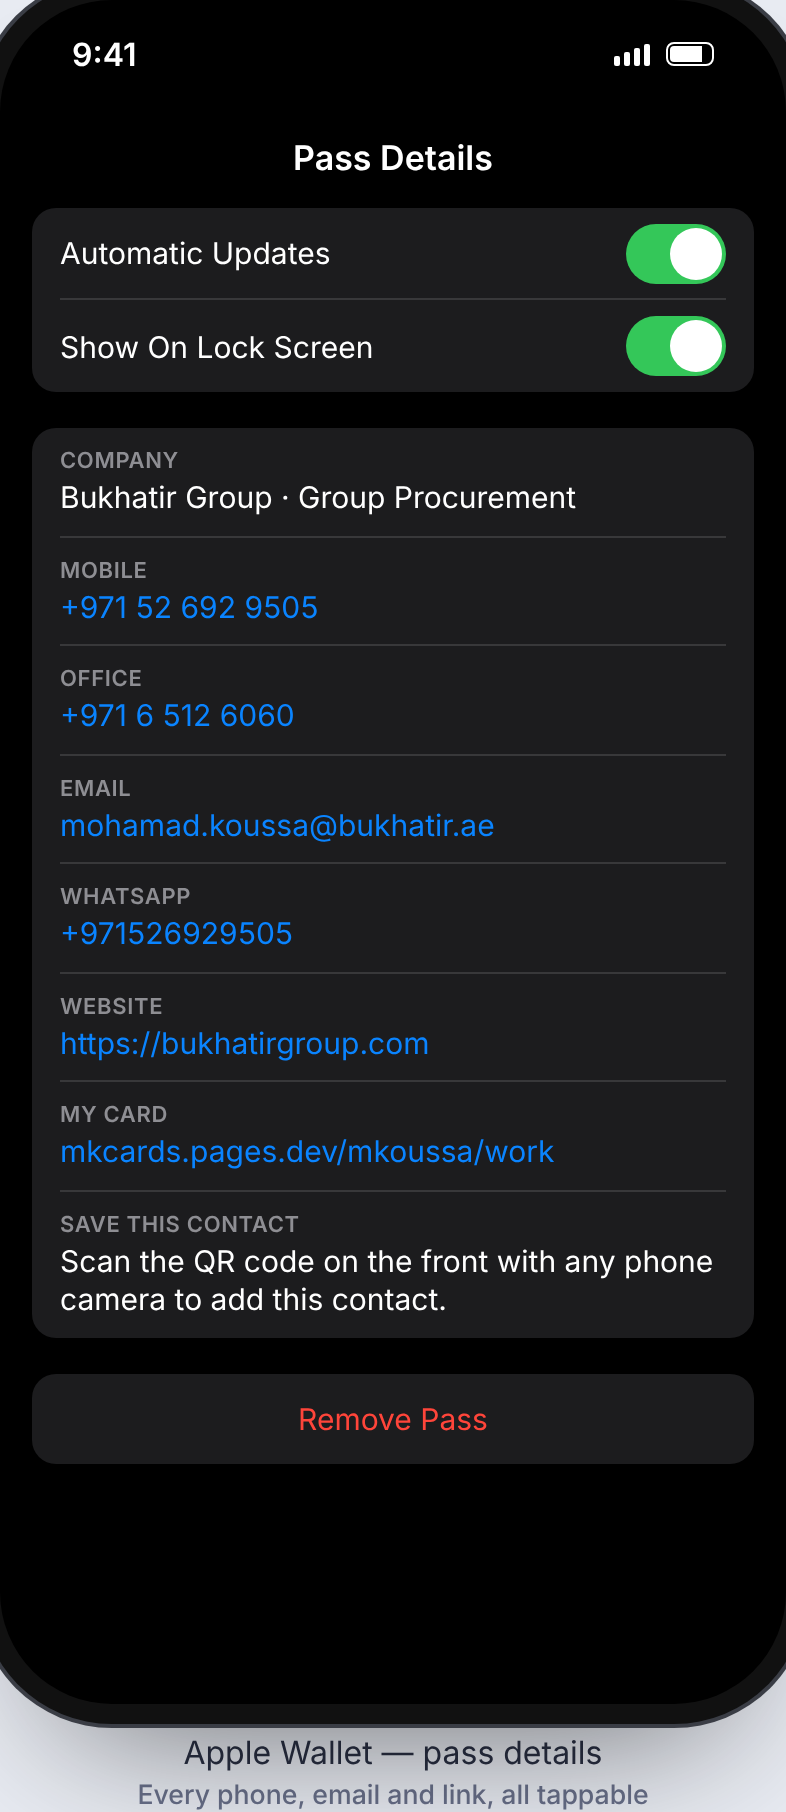 9:41
Pass Details
Automatic Updates
Show On Lock Screen
COMPANY
Bukhatir Group · Group Procurement
MOBILE
+971 52 692 9505
OFFICE
+971 6 512 6060
EMAIL
mohamad.koussa@bukhatir.ae
WHATSAPP
+971526929505
WEBSITE
https://bukhatirgroup.com
MY CARD
mkcards.pages.dev/mkoussa/work
SAVE THIS CONTACT
Scan the QR code on the front with any phone
camera to add this contact.
Remove Pass
Apple Wallet — pass details
Every phone, email and link, all tappable